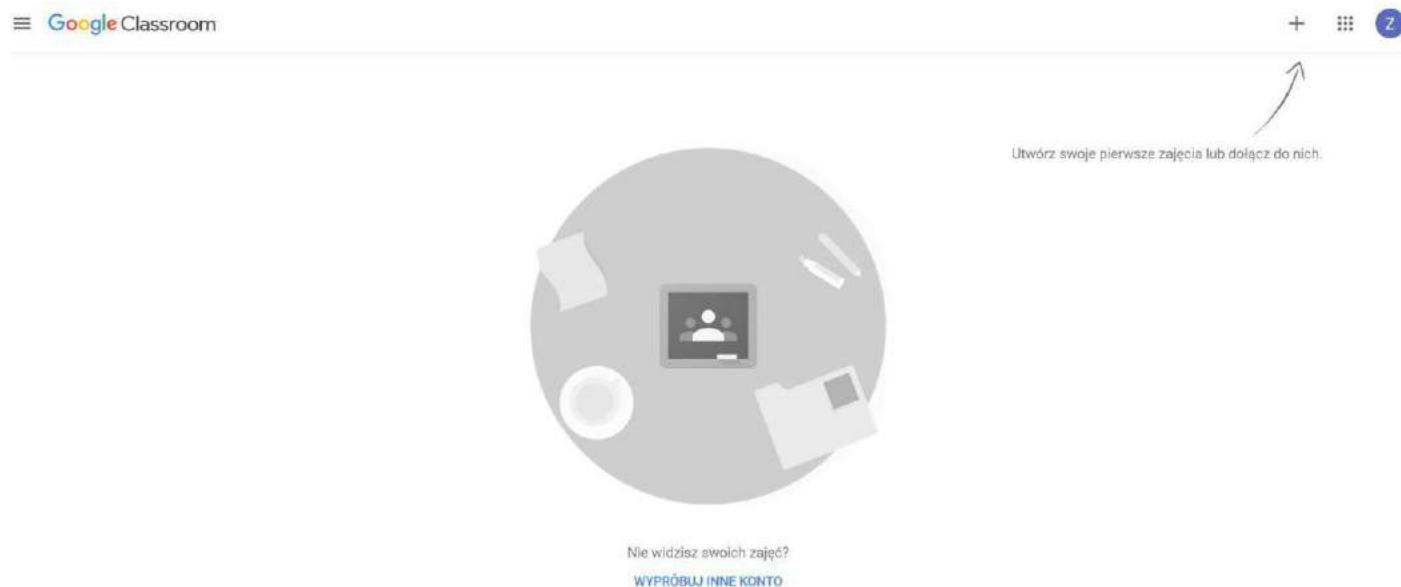 Google Classroom
Z
Utwórz swoje pierwsze zajęcia lub dołącz do nich.
Nie widzisz swoich zajęć?
WYPRÓBUJ INNE KONTO